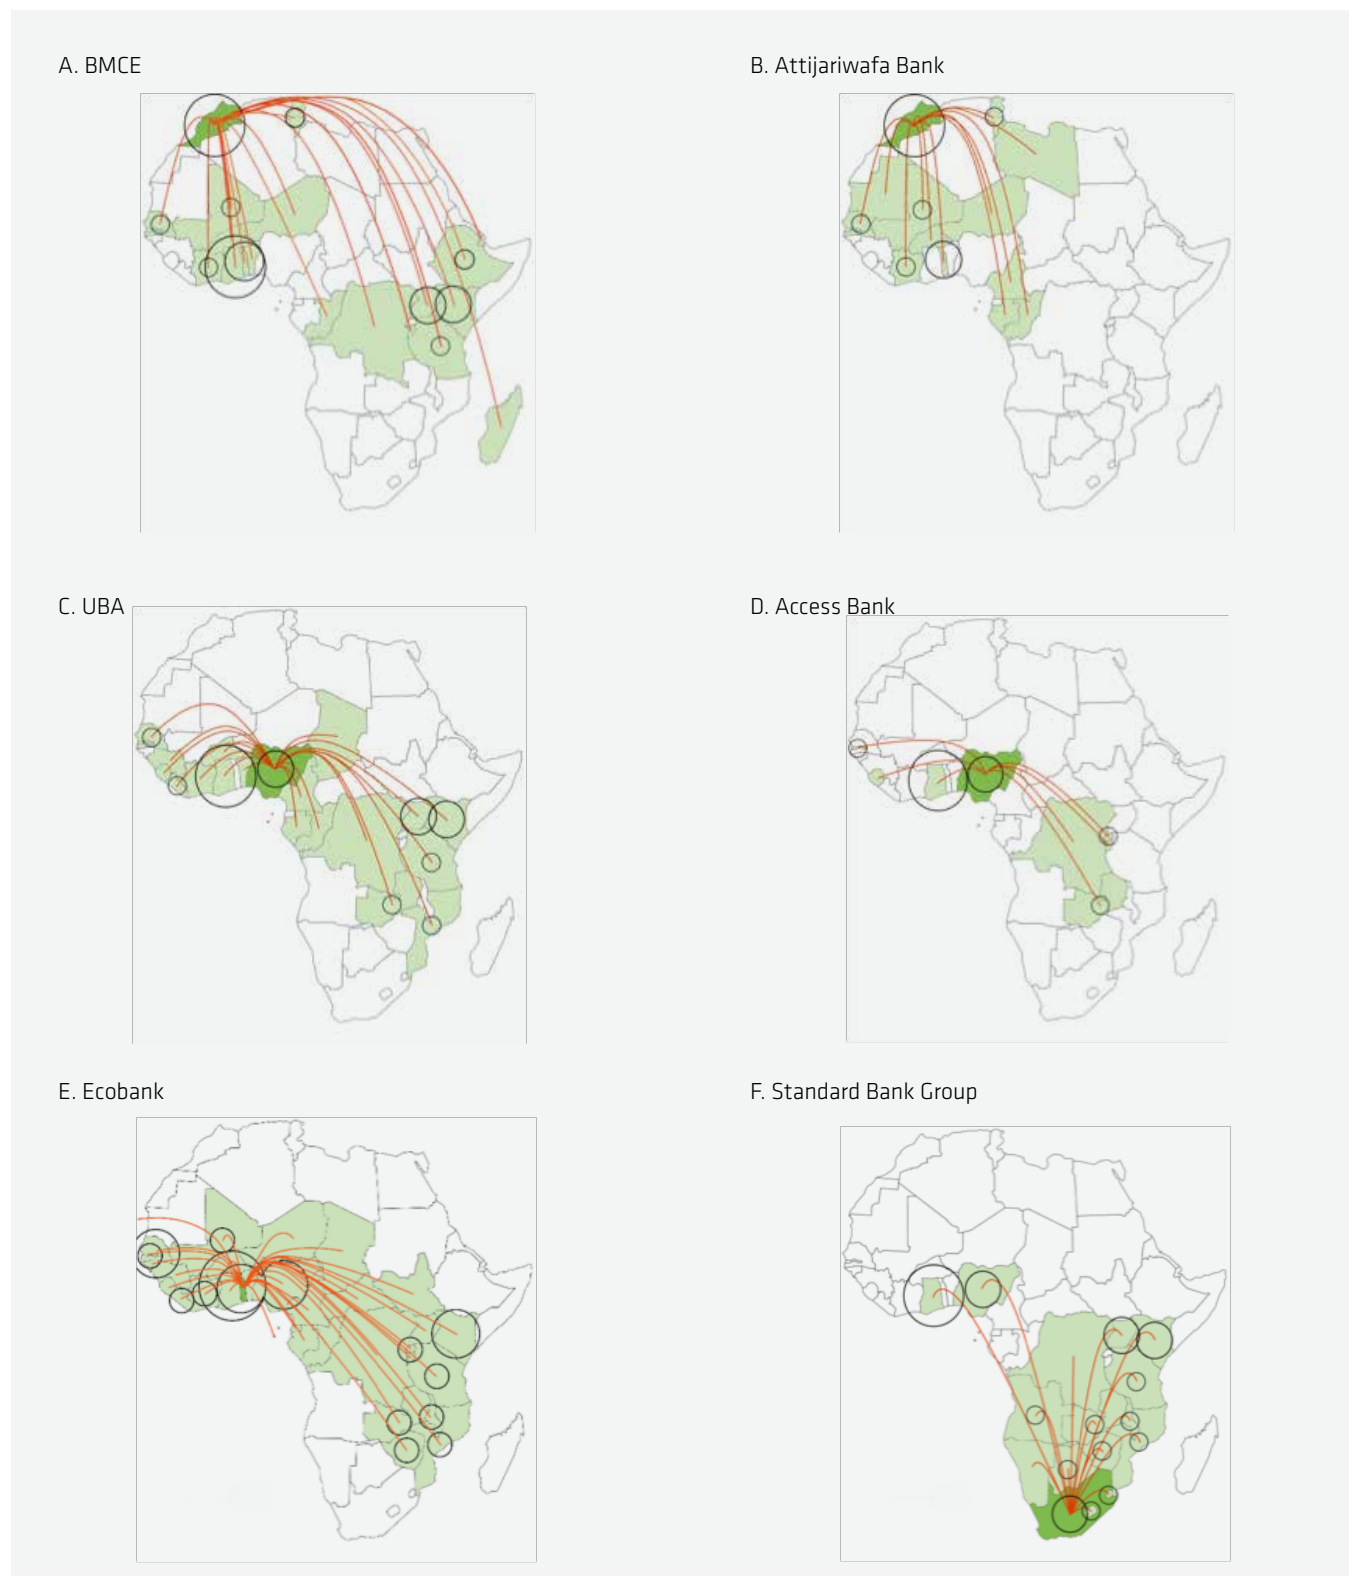 A. BMCE
B. Attijariwafa Bank
C. UBA
D. Access Bank
E. Ecobank
F. Standard Bank Group